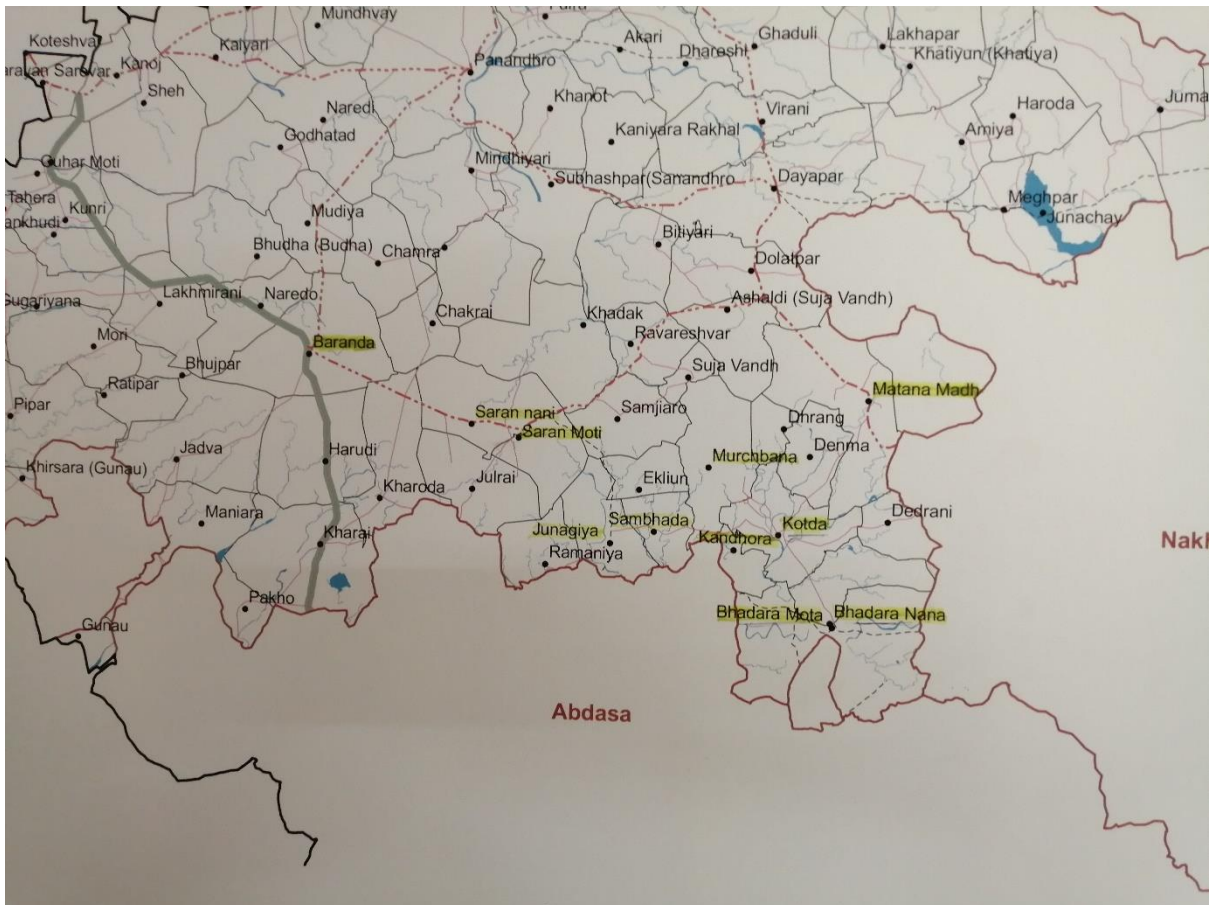 Mundhvay
Koteshvar
Kaiyari
Akari
Ghaduli
Lakhapar
Dhareshi
Khatiyun (Khatiya)
Kanoj
Panandhro
Sheh
Naredi
Khanot
Virani
Haroda
Juma
Godhatad
Kaniyara Rakhal
Amiya
Guhar Moti
Mindhiyari
Subhashpar(Sanandhro
Dayapar
Tahera
Meghpar
Kunri
Mudiya
Junachay
Bhudha (Budha)
Chamra
Bitiyari
Dolatpar
Lakhmirani
Naredo
Ashaldi (Suja Vandh)
Chakrai
Khadak
Mori
Baranda
Ravareshvar
Bhujpar
Suja Vandh
Ratipar
Matana Madh
Pipar
Saran nani
Samjiaro
Dhrang
Saran Moti
Denma
Jadva
Harudi
Murchbana
Khirsara (Gunau)
Kharoda
Julrai
Ekliun
Maniara
Junagiya
Sambhada
Kotda
Dedrani
Kharai
Kandhora
Nakh
Ramaniya
Pakho
Bhadara Mota
Bhadara Nana
Gunau
Abdasa